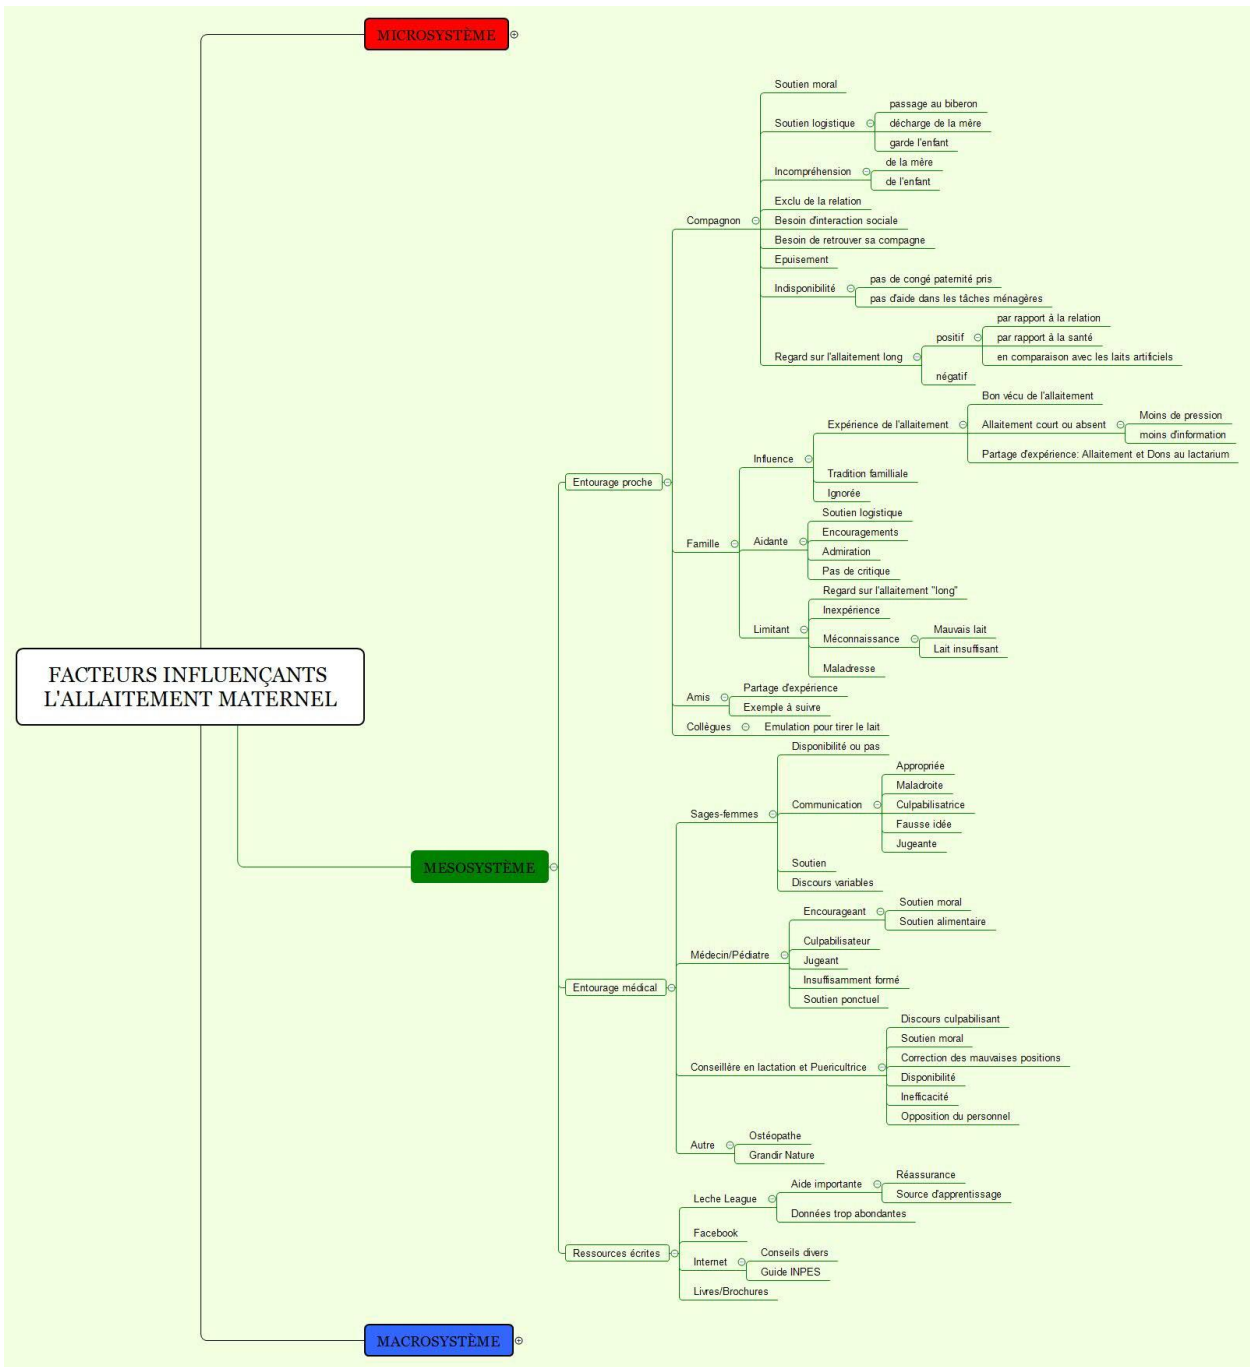 MICROSYSTÈME
Soutien moral
passage au biberon
Soutien logistique
décharge de la mère
garde l'enfant
de la mère
Incompréhension
de l'enfant
Exclu de la relation
Compagnon
Besoin d'interaction sociale
Besoin de retrouver sa compagne
Epuisement
pas de congé paternité pris
Indisponibilité
pas d'aide dans les tâches ménagères
par rapport à la relation
positif
par rapport à la santé
Regard sur l'allaitement long
en comparaison avec les laits artificiels
négatif
Bon vécu de l'allaitement
Moins de pression
Expérience de l'allaitement
Allaitement court ou absent
moins d'information
Influence
Partage d'expérience: Allaitement et Dons au lactarium
Tradition familliale
Entourage proche
Ignorée
Soutien logistique
Encouragements
Famille
Aidante
Admiration
Pas de critique
Regard sur l'allaitement "long"
Inexpérience
Limitant
Mauvais lait
Méconnaissance
Lait insuffisant
Maladresse
FACTEURS INFLUENÇANTS
L'ALLAITEMENT MATERNEL
Partage d'expérience
Amis
Exemple à suivre
Collègues
Emulation pour tirer le lait
Disponibilité ou pas
Appropriée
Maladroite
Sages-femmes
Communication
Culpabilisatrice
Fausse idée
Jugeante
MESOSYSTÈME
Soutien
Discours variables
Soutien moral
Encourageant
Soutien alimentaire
Culpabilisateur
Médecin/Pédiatre
Jugeant
Insuffisamment formé
Entourage médical
Soutien ponctuel
Discours culpabilisant
Soutien moral
Correction des mauvaises positions
Conseillère en lactation et Puericultrice
Disponibilité
Inefficacité
Opposition du personnel
Ostéopathe
Autre
Grandir Nature
Réassurance
Aide importante
Source d'apprentissage
Leche League
Données trop abondantes
Facebook
Ressources écrites
Conseils divers
Internet
Guide INPES
Livres/Brochures
MACROSYSTÈME